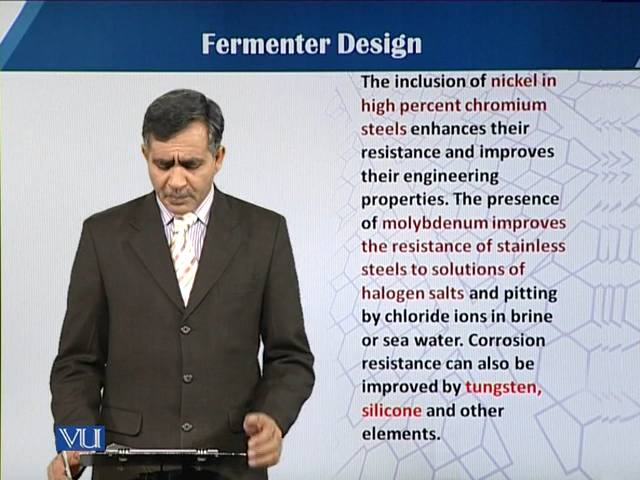 Fermenter Design
The inclusion of nickel in
high percent chromium
steels enhances their
resistance and improves
their engineering
properties. The presence
of molybdenum improves
the resistance of stainless
steels to solutions of
halogen salts and pitting
by chloride ions in brine
or sea water. Corrosion
resistance can also be
improved by tungsten,
silicone and other
elements.
VU